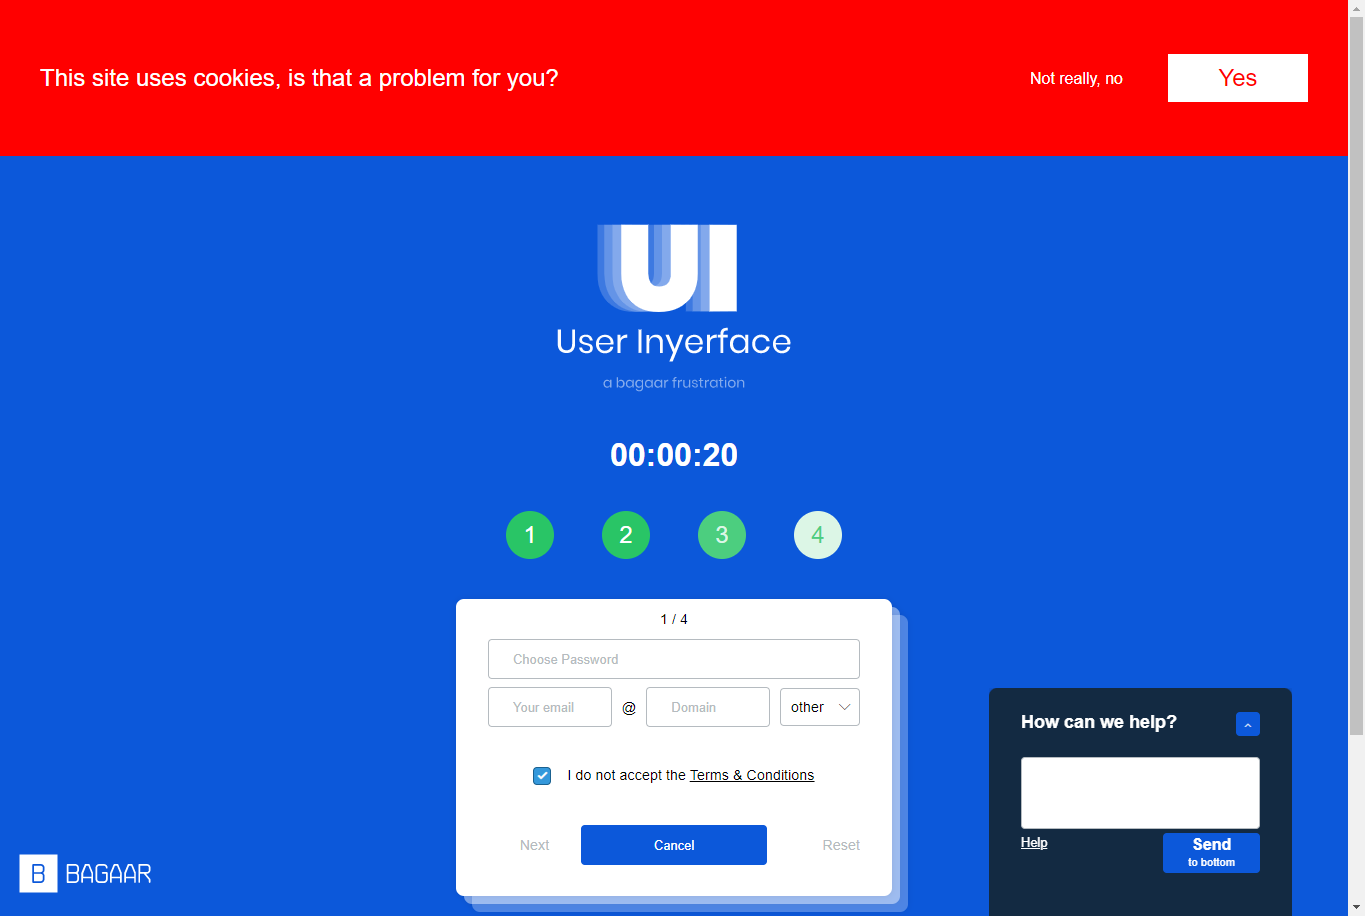 This site uses cookies, is that a problem for you?
Not really, no
Yes
UI
User Inyerface
a bagaar frustration
00:00:20
1 2 3 4
1 / 4
Choose Password
Your email @ Domain other
I do not accept the Terms & Conditions
Next Cancel Reset
How can we help?
Help
Send
to bottom
B BAGAAR